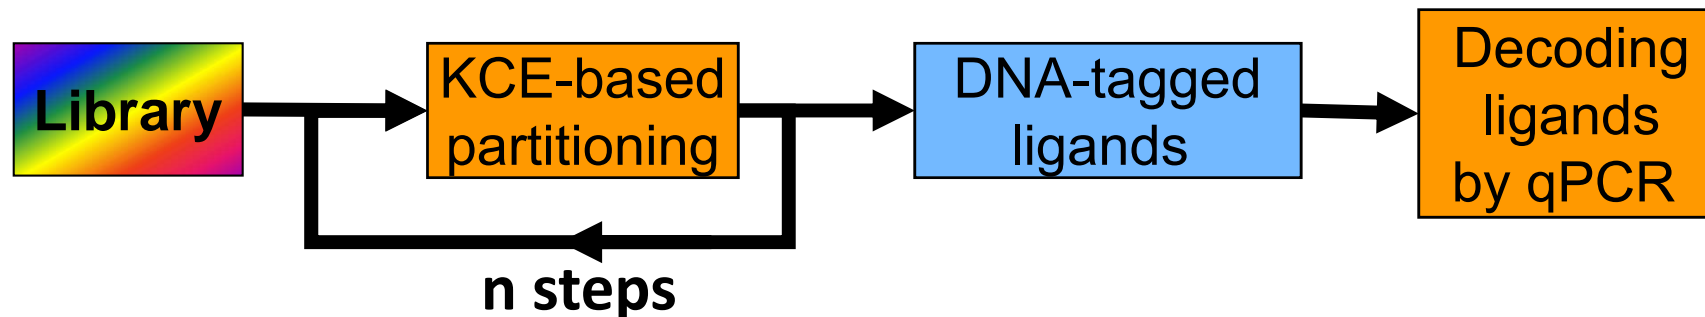 Library
KCE-based
partitioning
DNA-tagged
ligands
Decoding
ligands
by qPCR
n steps